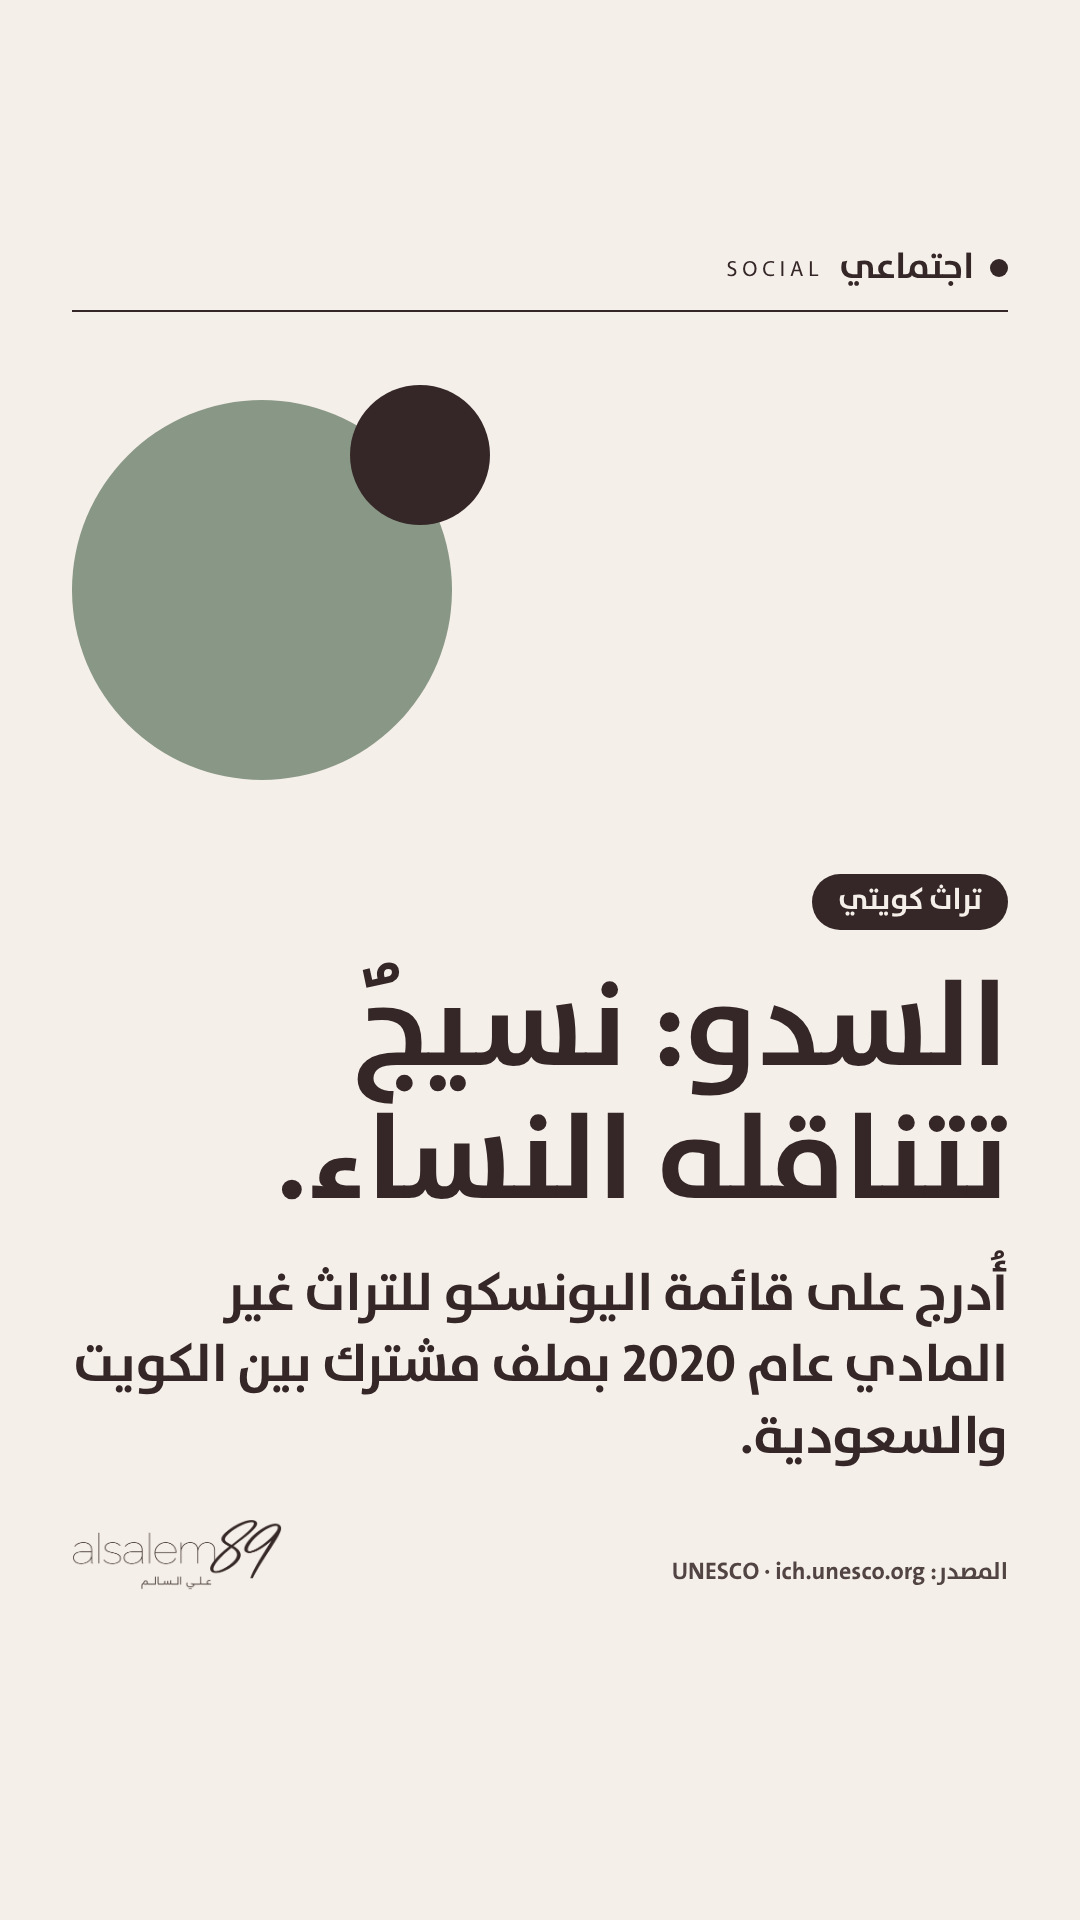 اجتماعي SOCIAL
تراث كويتي
السدو: نسيجٌ
تتناقله النساء.
أُدرج على قائمة اليونسكو للتراث غير
المادي عام 2020 بملف مشترك بين الكويت
والسعودية.
المصدر: UNESCO · ich.unesco.org
alsalem89
علي السالم